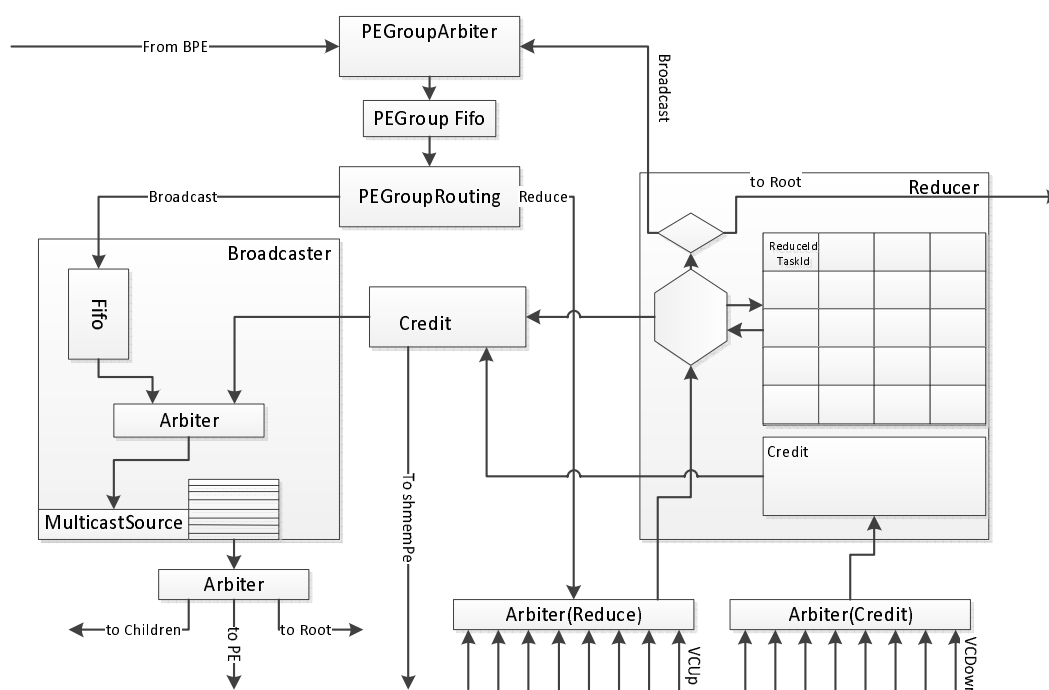 PEGroupArbiter
From BPE
Broadcast
PEGroup Fifo
to Root
Reducer
Broadcast
PEGroupRouting
Reduce
Broadcaster
ReduceId
TaskId
Fifo
Credit
Arbiter
Credit
To shmemPe
MulticastSource
Arbiter
Arbiter(Reduce)
Arbiter(Credit)
to Children
to PE
to Root
VCUp
VCDown